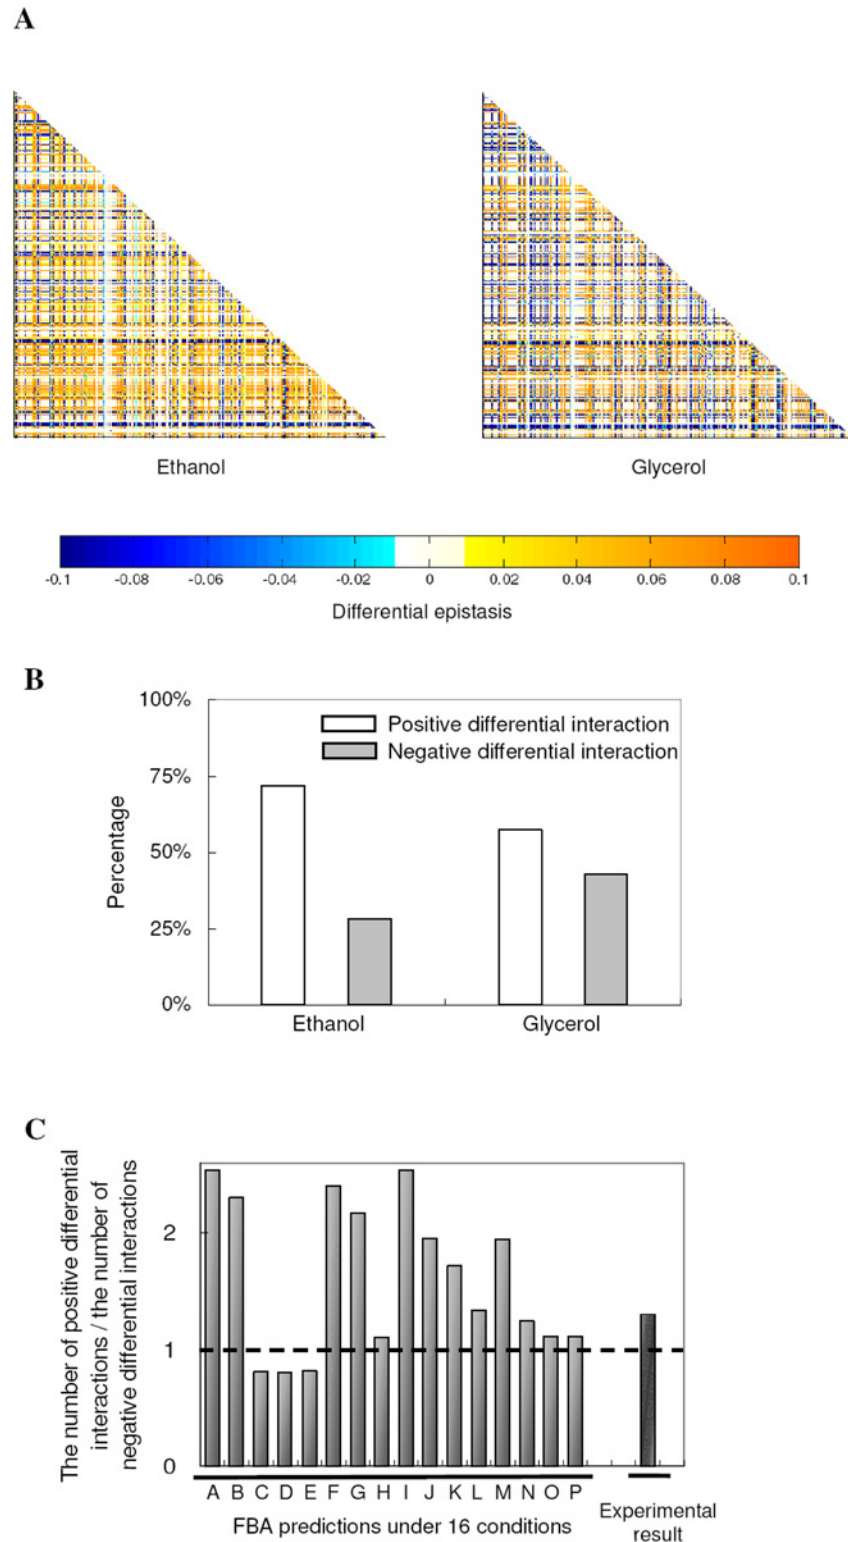 A
Ethanol
Glycerol
-0.1 -0.08 -0.06 -0.04 -0.02 0 0.02 0.04 0.06 0.08 0.1
Differential epistasis
B
100%
75%
50%
25%
0%
Percentage
Positive differential interaction
Negative differential interaction
Ethanol Glycerol
C
The number of positive differential
interactions / the number of
negative differential interactions
2
1
0
A B C D E F G H I J K L M N O P
FBA predictions under 16 conditions
Experimental
result